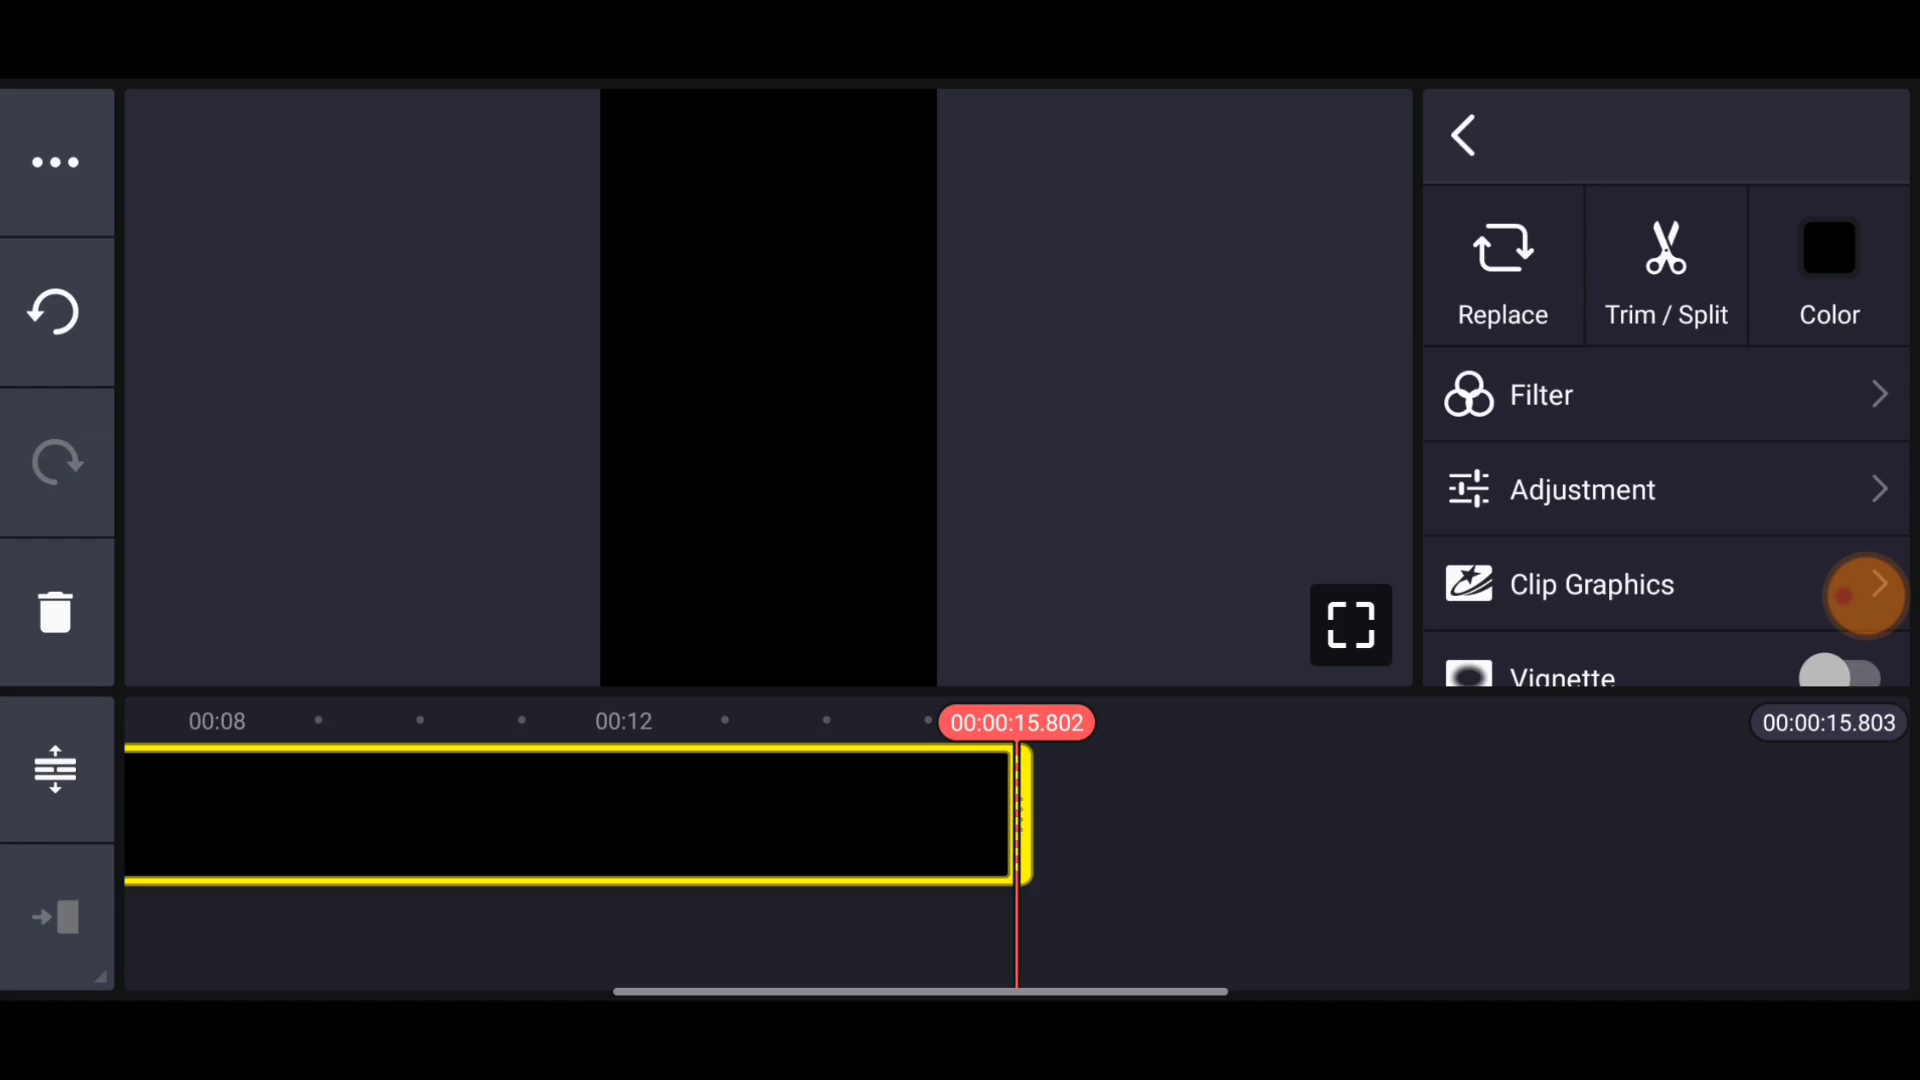 Replace
Trim / Split
Color
Filter
Adjustment
Clip Graphics
Vignette
00:08
00:12
00:00:15.802
00:00:15.803